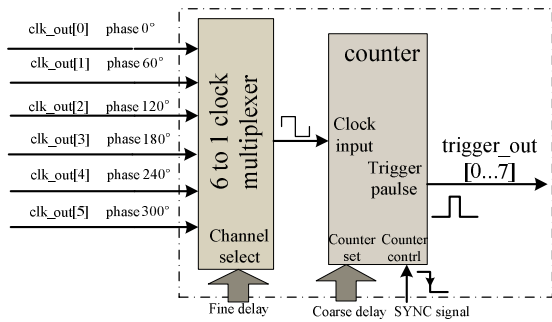 clk_out[0] phase 0°
clk_out[1] phase 60°
clk_out[2] phase 120°
clk_out[3] phase 180°
clk_out[4] phase 240°
clk_out[5] phase 300°
6 to 1 clock
multiplexer
Channel
select
Fine delay
counter
Clock
input
Trigger
paulse
Counter
set
Counter
contrl
Coarse delay
SYNC signal
trigger_out
[0...7]